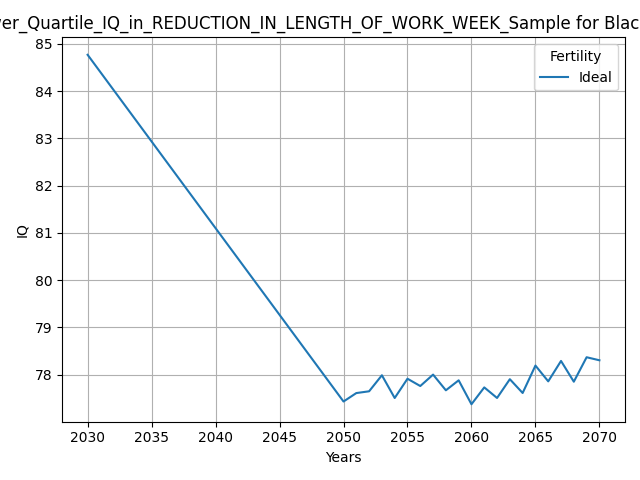 er_Quartile_IQ_in_REDUCTION_IN_LENGTH_OF_WORK_WEEK_Sample for Blac
85
84
83
82
81
80
79
78
IQ
Fertility
Ideal
2030 2035 2040 2045 2050 2055 2060 2065 2070
Years